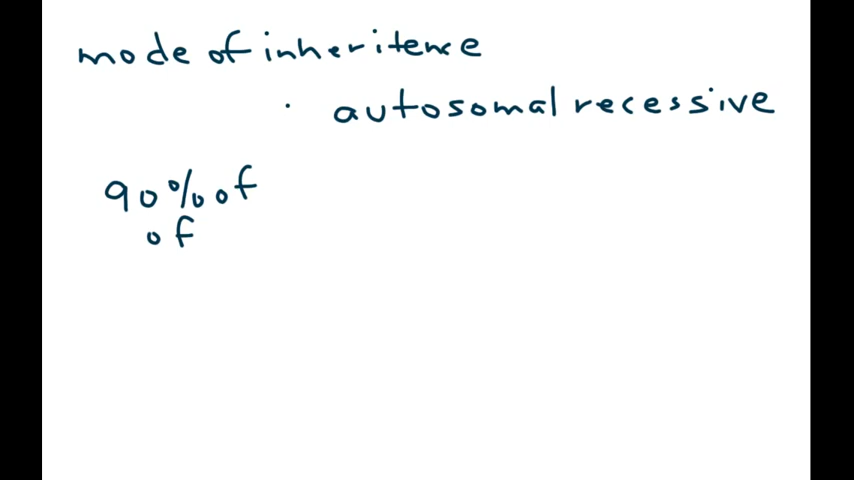 mode of inheritence
· autosomal recessive
90% of
of